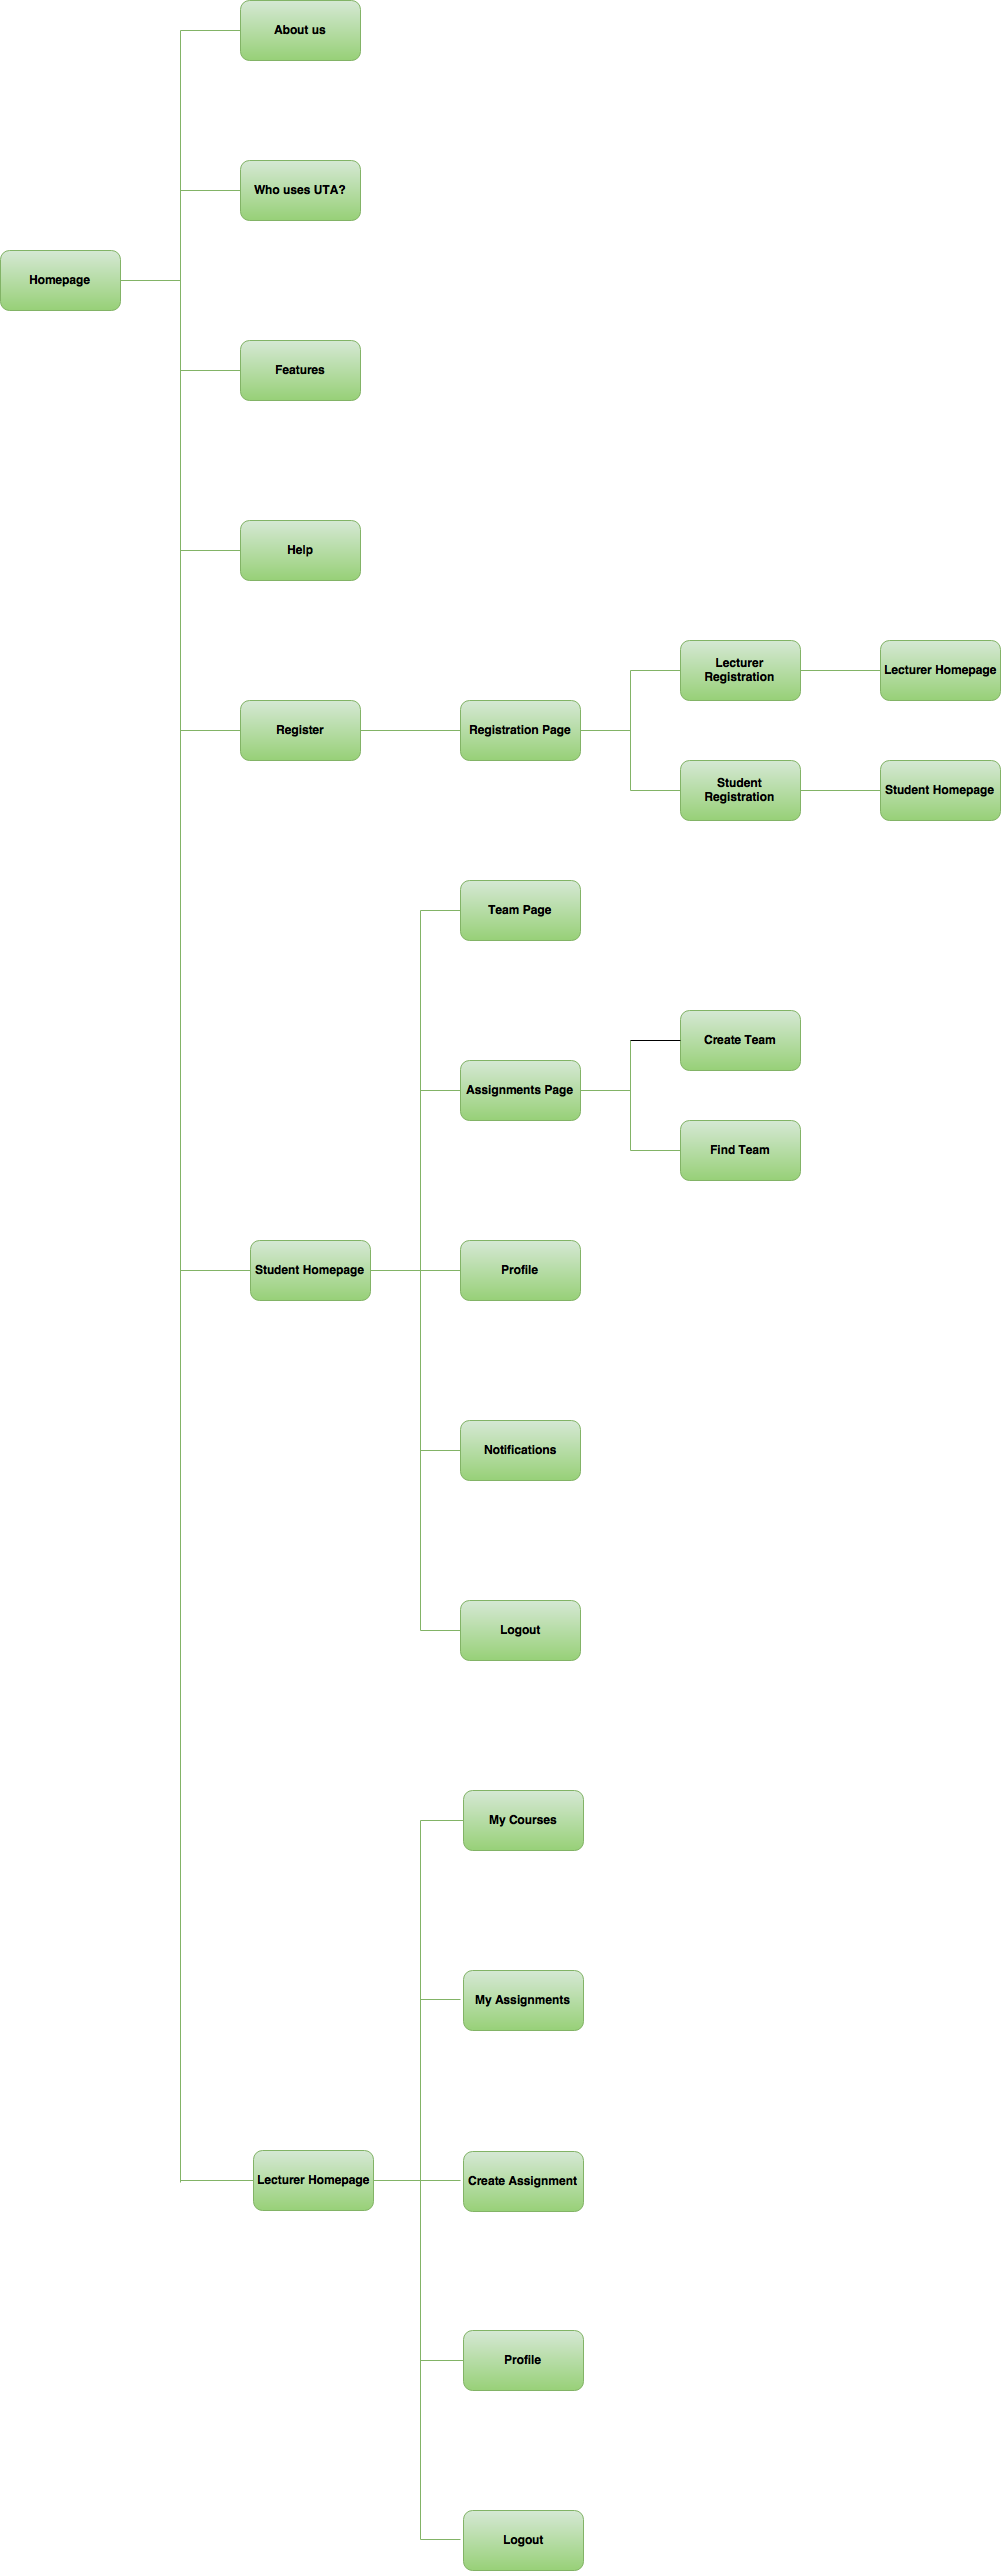 About us
Who uses UTA?
Homepage
Features
Help
Register
Registration Page
Lecturer
Registration
Lecturer Homepage
Student
Registration
Student Homepage
Team Page
Assignments Page
Create Team
Find Team
Student Homepage
Profile
Notifications
Logout
My Courses
My Assignments
Lecturer Homepage
Create Assignment
Profile
Logout